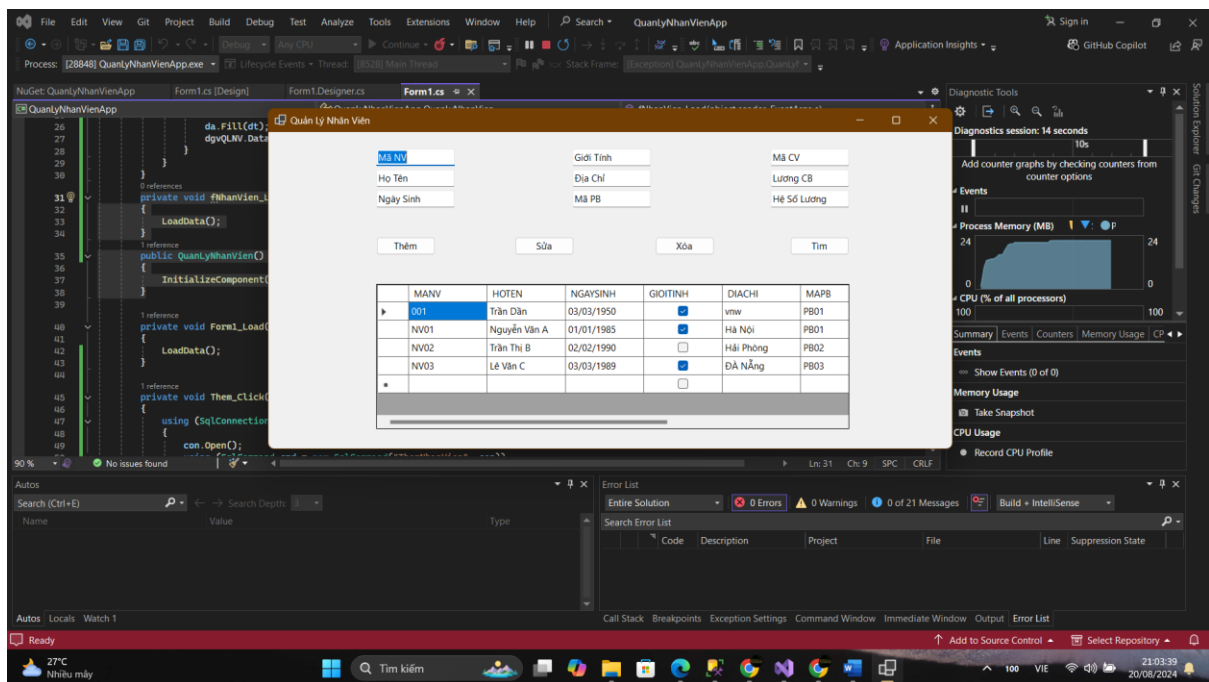 File Edit View Git Project Build Debug Test Analyze Tools Extensions Window Help Search QuanLyNhanVienApp Sign in
Debug Any CPU Continue Application Insights GitHub Copilot
Process: [28848] QuanLyNhanVienApp.exe Lifecycle Events Thread: [8528] Main Thread Stack Frame:
NuGet: QuanLyNhanVienApp Form1.cs [Design] Form1.Designer.cs Form1.cs Diagnostic Tools
QuanLyNhanVienApp
Solution Explorer
Git Changes
26 da.Fill(dt);
27 dgvQLNV.Data
28 }
29 }
30 }
0 references
31 private void fNhanVien_L
32 {
33 LoadData();
34 }
1 reference
35 public QuanLyNhanVien()
36 {
37 InitializeComponent(
38 }
39
1 reference
40 private void Form1_Load(
41 {
42 LoadData();
43 }
44
1 reference
45 private void Them_Click(
46 {
47 using (SqlConnection
48 {
49 con.Open();
Quản Lý Nhân Viên
Mã NV Giới Tính Mã CV
Họ Tên Địa Chỉ Lương CB
Ngày Sinh Mã PB Hệ Số Lương
Thêm Sửa Xóa Tìm
MANV HOTEN NGAYSINH GIOITINH DIACHI MAPB
001 Trần Dần 03/03/1950 vnw PB01
NV01 Nguyễn Văn A 01/01/1985 Hà Nội PB01
NV02 Trần Thị B 02/02/1990 Hải Phòng PB02
NV03 Lê Văn C 03/03/1989 ĐÀ NẴng PB03
Diagnostics session: 14 seconds
10s
Add counter graphs by checking counters from
counter options
Events
Process Memory (MB) P
24 24
0 0
CPU (% of all processors)
100 100
Summary Events Counters Memory Usage CP
Events
Show Events (0 of 0)
Memory Usage
Take Snapshot
CPU Usage
Record CPU Profile
90 % No issues found Ln: 31 Ch: 9 SPC CRLF
Autos
Search (Ctrl+E) Search Depth: 3
Name Value Type
Autos Locals Watch 1
Error List
Entire Solution 0 Errors 0 Warnings 0 of 21 Messages Build + IntelliSense
Search Error List
Code Description Project File Line Suppression State
Call Stack Breakpoints Exception Settings Command Window Immediate Window Output Error List
Ready Add to Source Control Select Repository
27°C
Nhiều mây
Tìm kiếm
100 VIE
21:03:39
20/08/2024